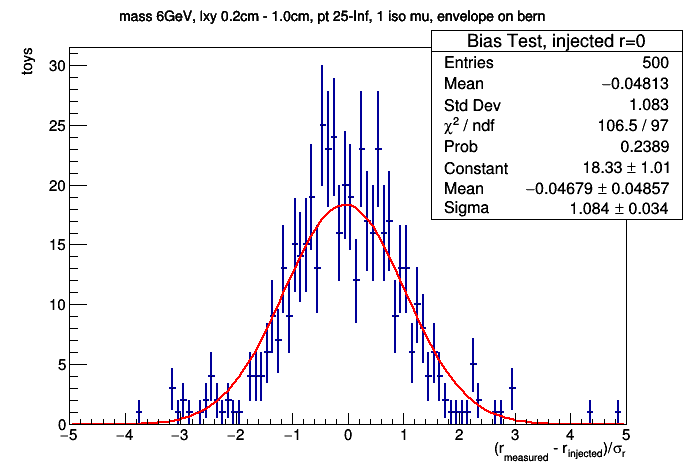 mass 6GeV, lxy 0.2cm - 1.0cm, pt 25-Inf, 1 iso mu, envelope on bern
Bias Test, injected r=0
Entries 500
Mean −0.04813
Std Dev 1.083
χ² / ndf 106.5 / 97
Prob 0.2389
Constant 18.33 ± 1.01
Mean −0.04679 ± 0.04857
Sigma 1.084 ± 0.034
toys
30
25
20
15
10
5
0
−5 −4 −3 −2 −1 0 1 2 3 4 5
(r_measured - r_injected)/σ_r